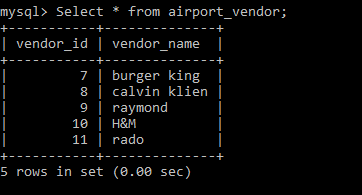 mysql> Select * from airport_vendor;
+-----------+--------------+
| vendor_id | vendor_name  |
+-----------+--------------+
|         7 | burger king  |
|         8 | calvin klien |
|         9 | raymond      |
|        10 | H&M          |
|        11 | rado         |
+-----------+--------------+
5 rows in set (0.00 sec)